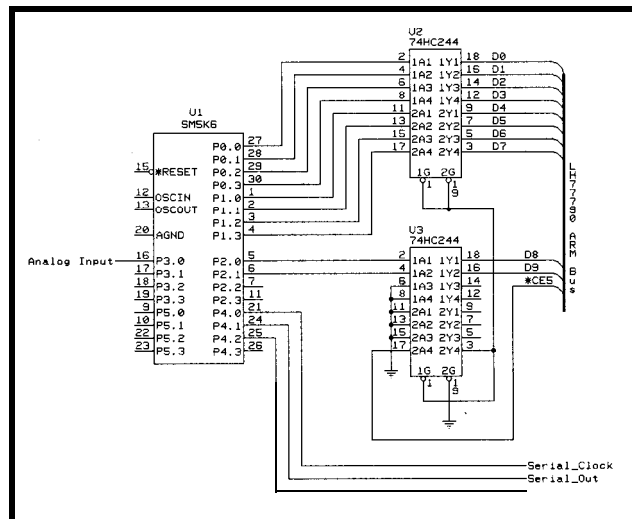 U2
74HC244
2 1A1 1Y1 18 D0
4 1A2 1Y2 16 D1
6 1A3 1Y3 14 D2
8 1A4 1Y4 12 D3
11 2A1 2Y1 9 D4
13 2A2 2Y2 7 D5
15 2A3 2Y3 5 D6
17 2A4 2Y4 3 D7
1G 2G
1 19
U1
SM5K6
P0.0 27
P0.1 28
15 *RESET P0.2 29
P0.3 30
12 OSCIN P1.0 1
13 OSCOUT P1.1 2
P1.2 3
20 AGND P1.3 4
Analog Input 16 P3.0 P2.0 5
17 P3.1 P2.1 6
18 P3.2 P2.2 7
19 P3.3 P2.3 11
9 P5.0 P4.0 21
10 P5.1 P4.1 24
22 P5.2 P4.2 25
23 P5.3 P4.3 26
U3
74HC244
2 1A1 1Y1 18 D8
4 1A2 1Y2 16 D9
6 1A3 1Y3 14 *CE5
8 1A4 1Y4 12
11 2A1 2Y1 9
13 2A2 2Y2 7
15 2A3 2Y3 5
17 2A4 2Y4 3
1G 2G
1 19
LH77790 ARM Bus
Serial_Clock
Serial_Out